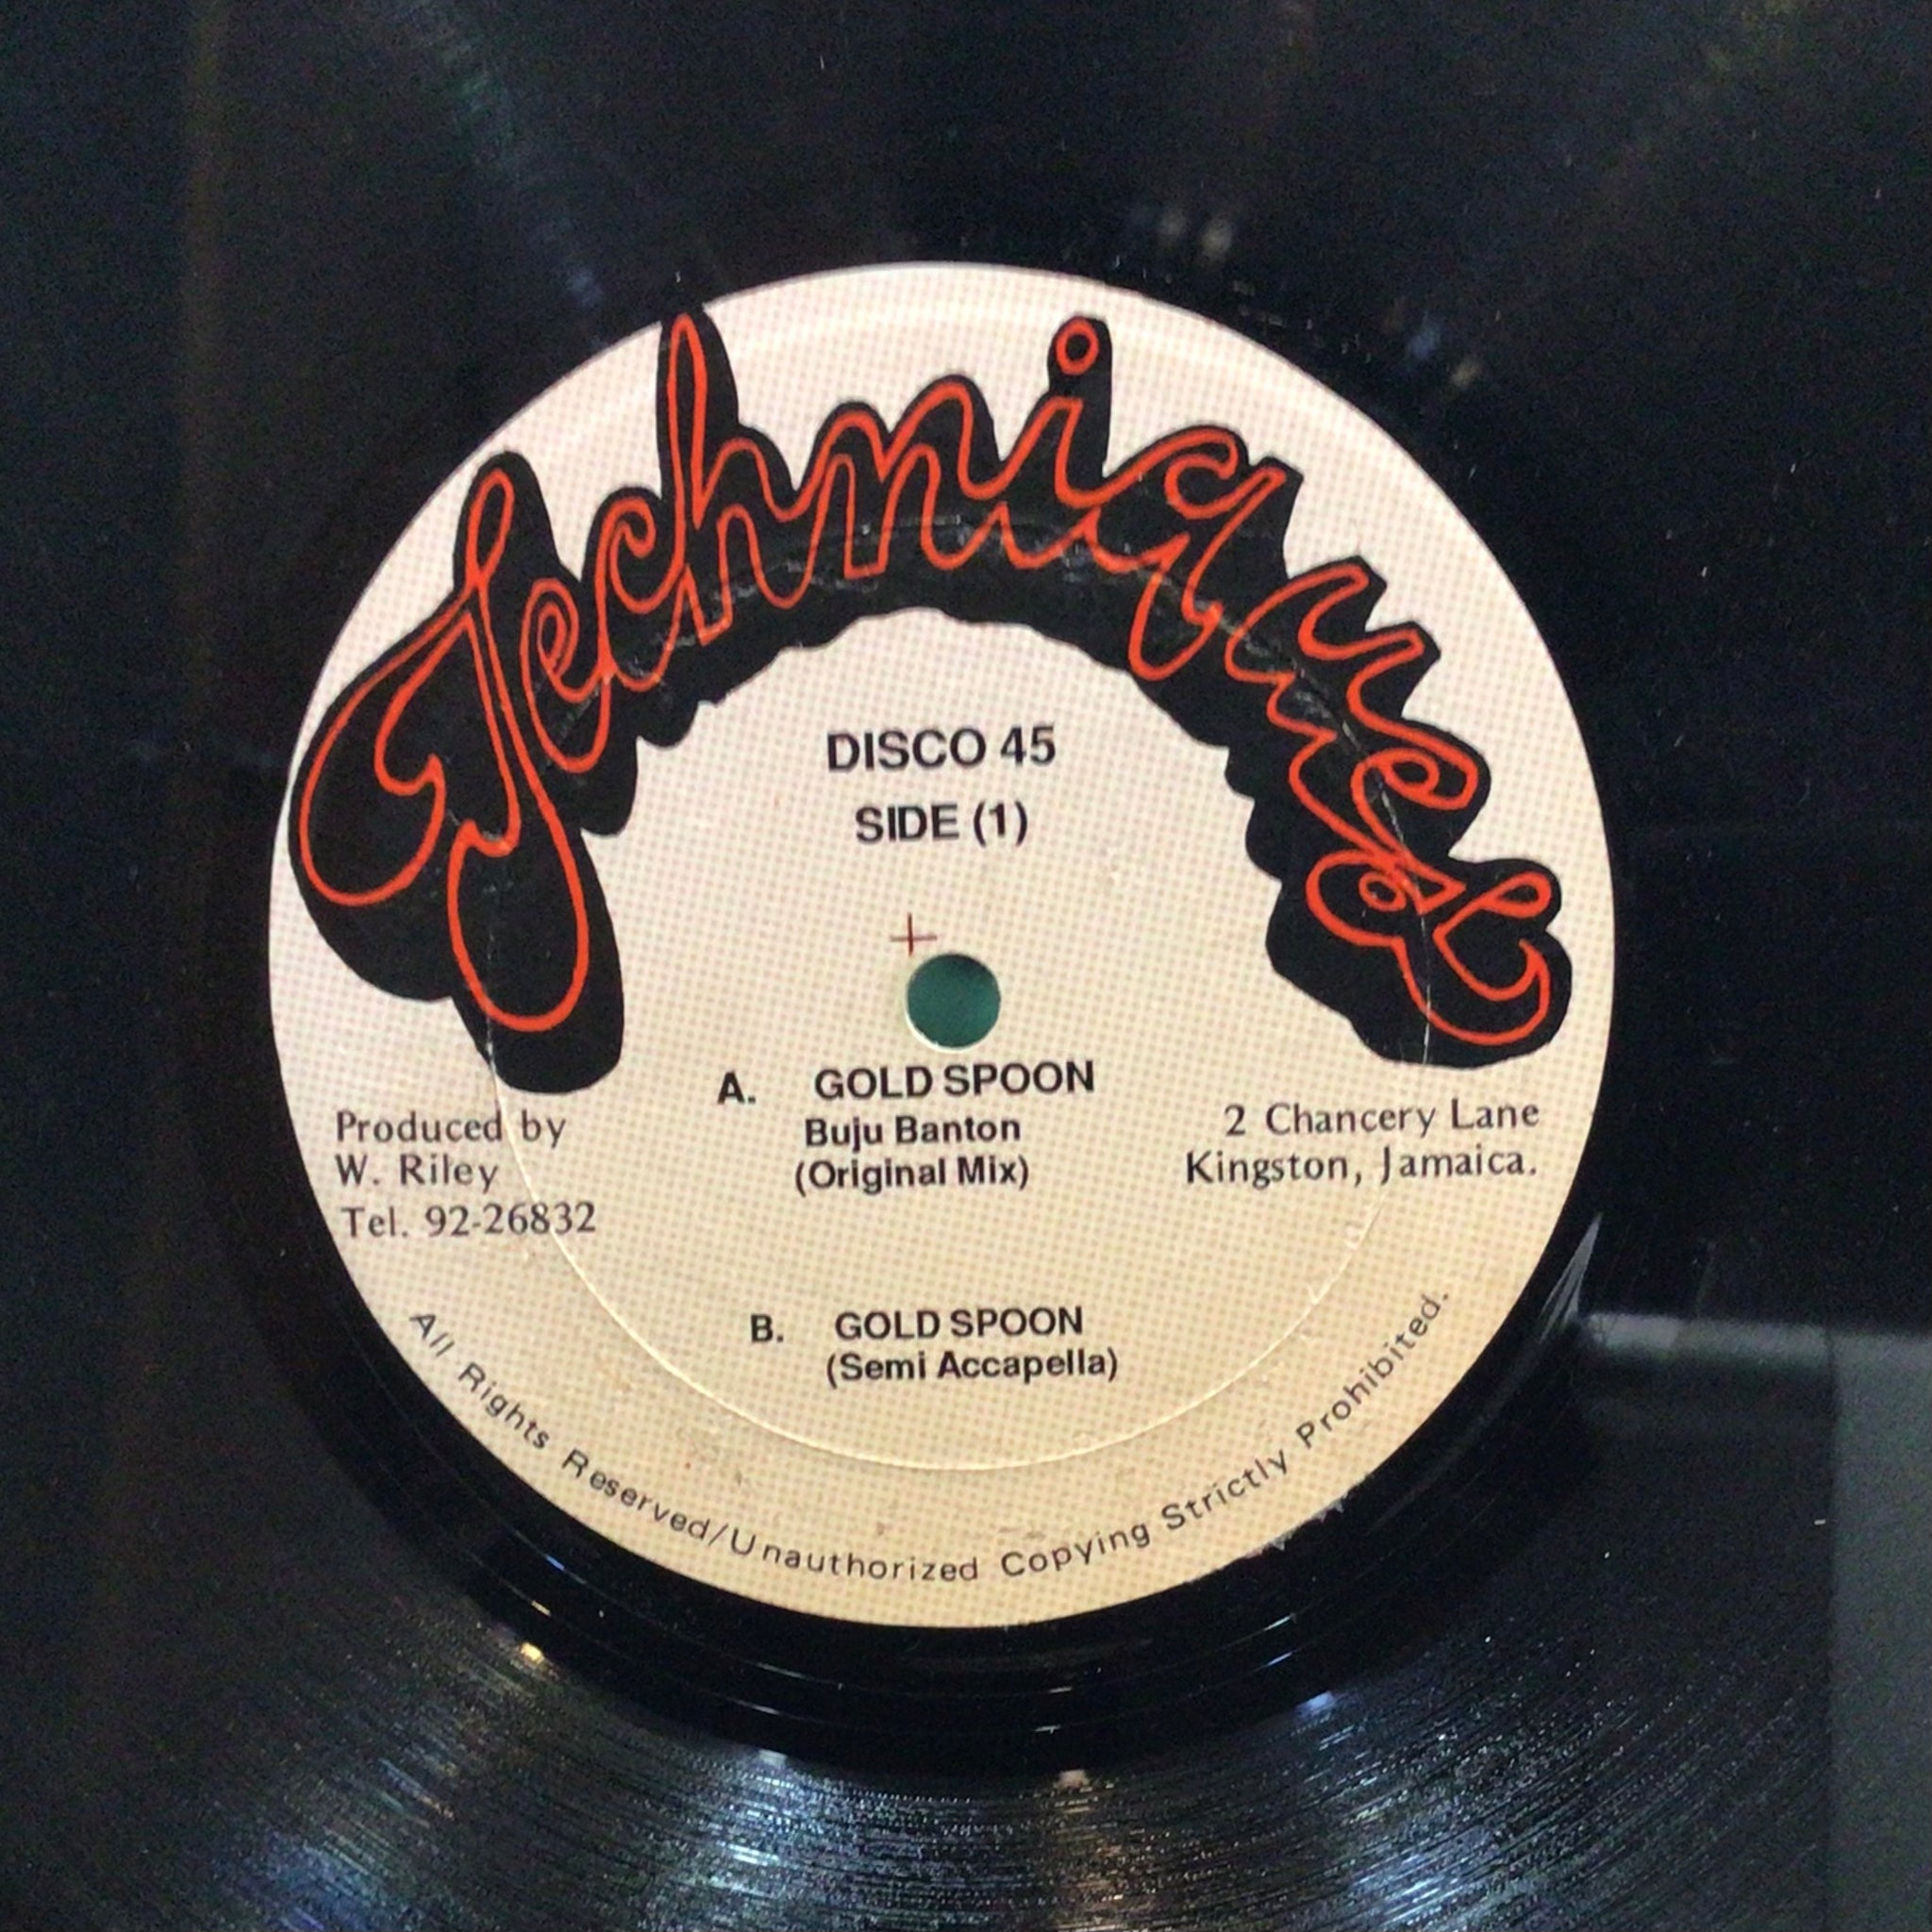 Techniques
DISCO 45
SIDE (1)
A. GOLD SPOON
Buju Banton
(Original Mix)
Produced by
W. Riley
Tel. 92-26832
2 Chancery Lane
Kingston, Jamaica.
B. GOLD SPOON
(Semi Accapella)
All Rights Reserved/Unauthorized Copying Strictly Prohibited.